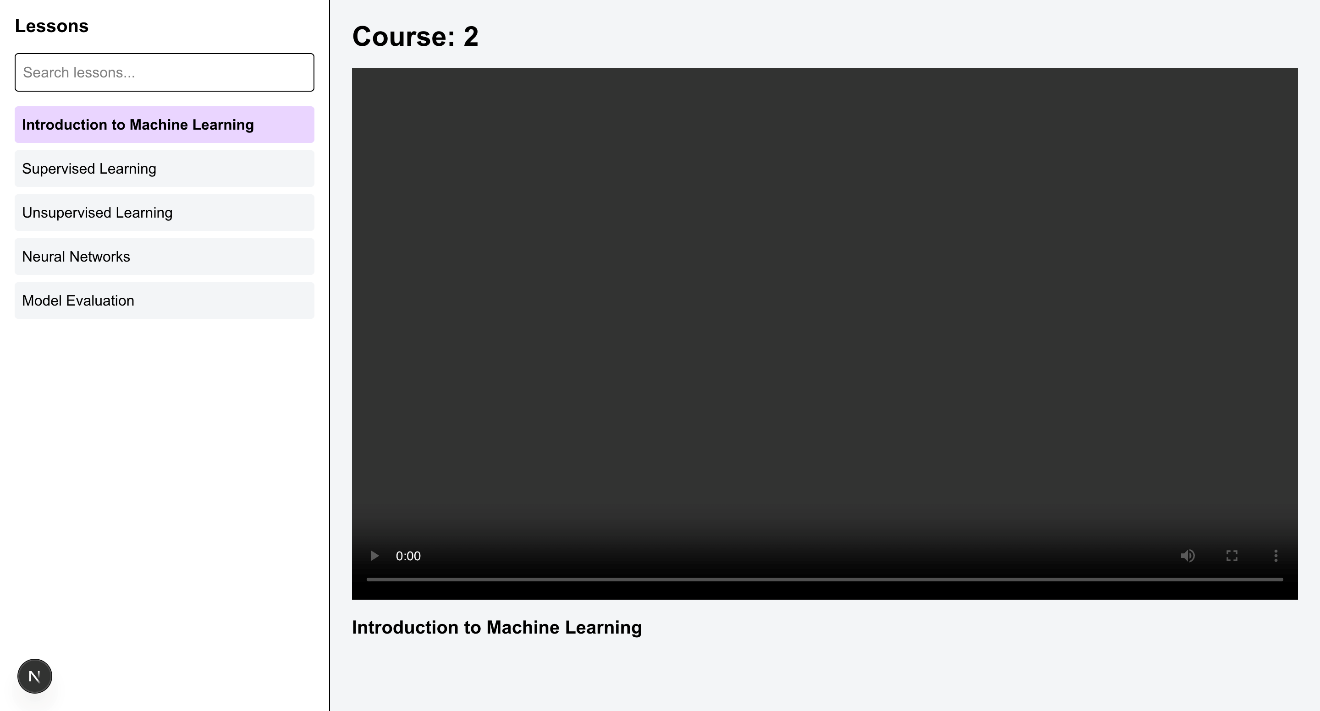 Lessons
Search lessons...
Introduction to Machine Learning
Supervised Learning
Unsupervised Learning
Neural Networks
Model Evaluation
N
Course: 2
0:00
Introduction to Machine Learning